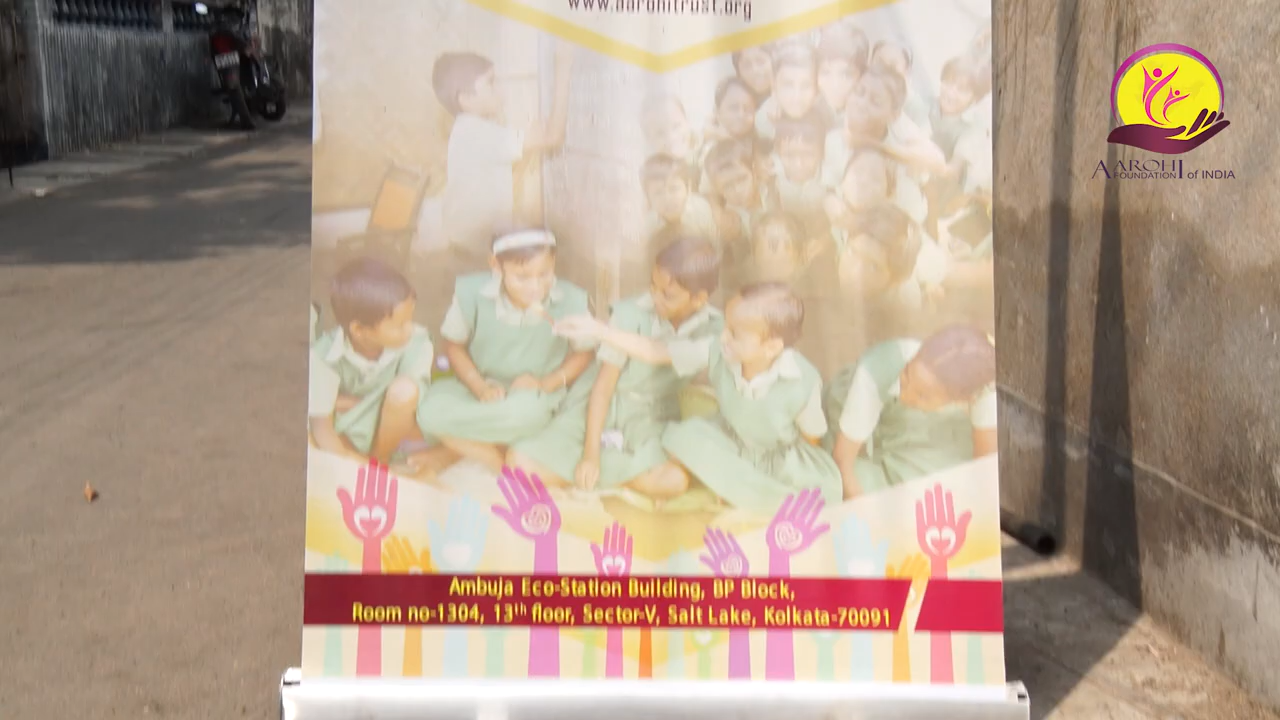 www.aarohitrust.org
AAROHI
FOUNDATION of INDIA
Ambuja Eco-Station Building, BP Block,
Room no-1304, 13th floor, Sector-V, Salt Lake, Kolkata-70091